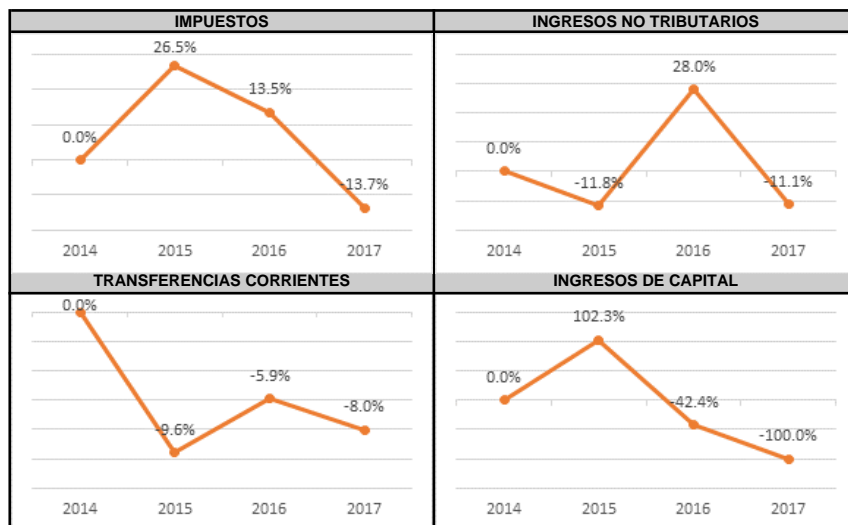 IMPUESTOS
26.5%
13.5%
0.0%
-13.7%
2014 2015 2016 2017
INGRESOS NO TRIBUTARIOS
28.0%
0.0%
-11.8%
-11.1%
2014 2015 2016 2017
TRANSFERENCIAS CORRIENTES
0.0%
-5.9%
-8.0%
-9.6%
2014 2015 2016 2017
INGRESOS DE CAPITAL
102.3%
0.0%
-42.4%
-100.0%
2014 2015 2016 2017